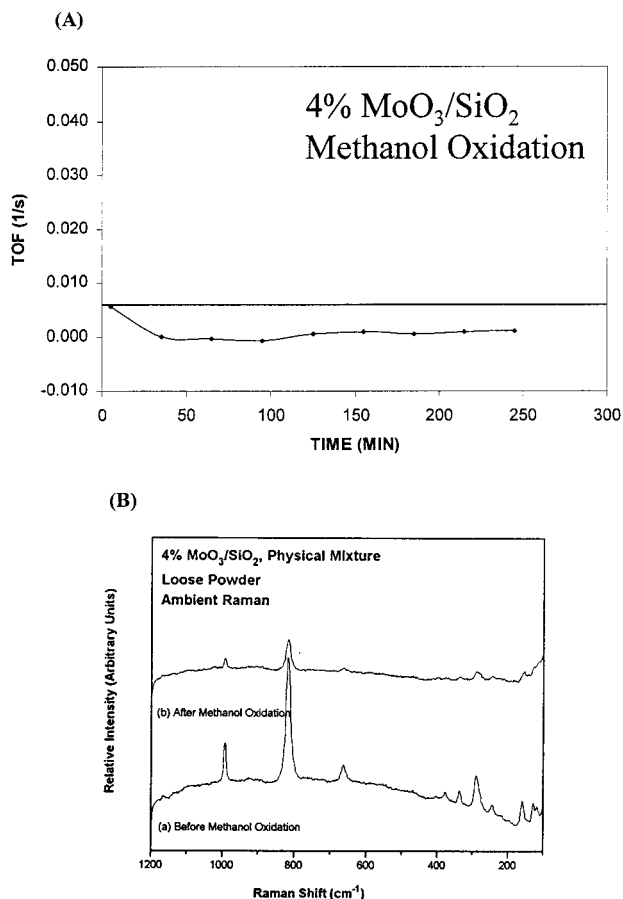 (A)
4% MoO₃/SiO₂
Methanol Oxidation
0.050
0.040
0.030
0.020
0.010
0.000
-0.010
TOF (1/s)
0
50
100
150
200
250
300
TIME (MIN)
(B)
4% MoO₃/SiO₂, Physical Mixture
Loose Powder
Ambient Raman
(b) After Methanol Oxidation
(a) Before Methanol Oxidation
Relative Intensity (Arbitrary Units)
1200
1000
800
600
400
200
Raman Shift (cm⁻¹)